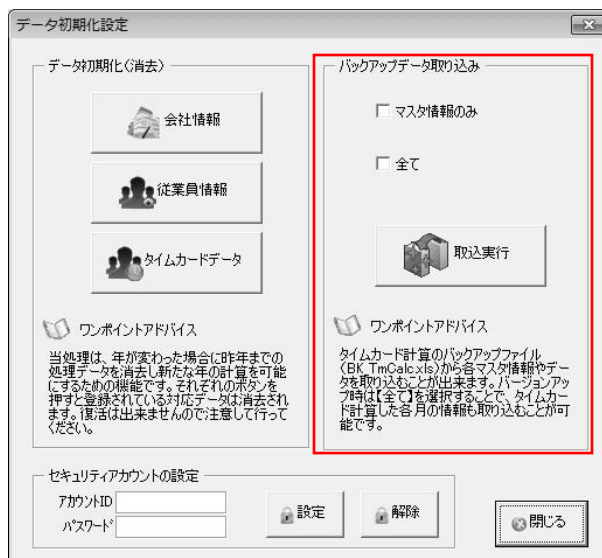 データ初期化設定
データ初期化(消去)
会社情報
従業員情報
タイムカードデータ
ワンポイントアドバイス
当処理は、年が変わった場合に昨年までの
処理データを消去し新たな年の計算を可能
にするための機能です。それぞれのボタンを
押すと登録されている対応データは消去され
ます。復活は出来ませんので注意して行って
ください。
バックアップデータ取り込み
マスタ情報のみ
全て
取込実行
ワンポイントアドバイス
タイムカード計算のバックアップファイル
(BK_TmCalc.xls)から各マスタ情報やデー
タを取り込むことが出来ます。バージョンアッ
プ時は【全て】を選択することで、タイムカー
ド計算した各月の情報も取り込むことが可
能です。
セキュリティアカウントの設定
アカウントID
パスワード
設定
解除
閉じる